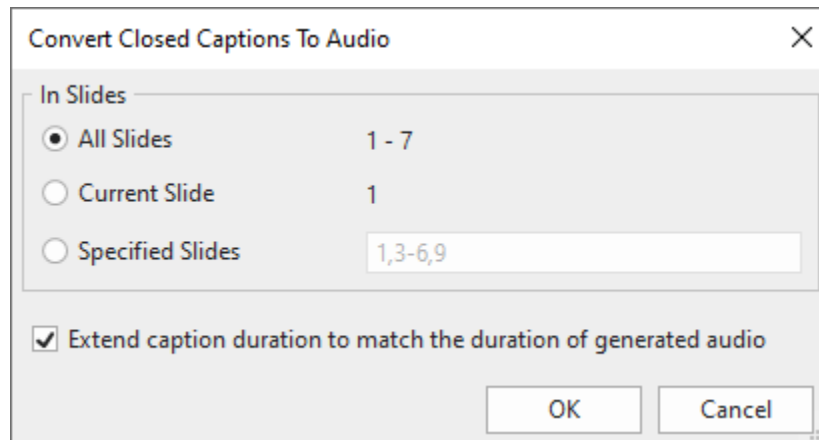 Convert Closed Captions To Audio
In Slides
All Slides 1 - 7
Current Slide 1
Specified Slides 1,3-6,9
Extend caption duration to match the duration of generated audio
OK Cancel